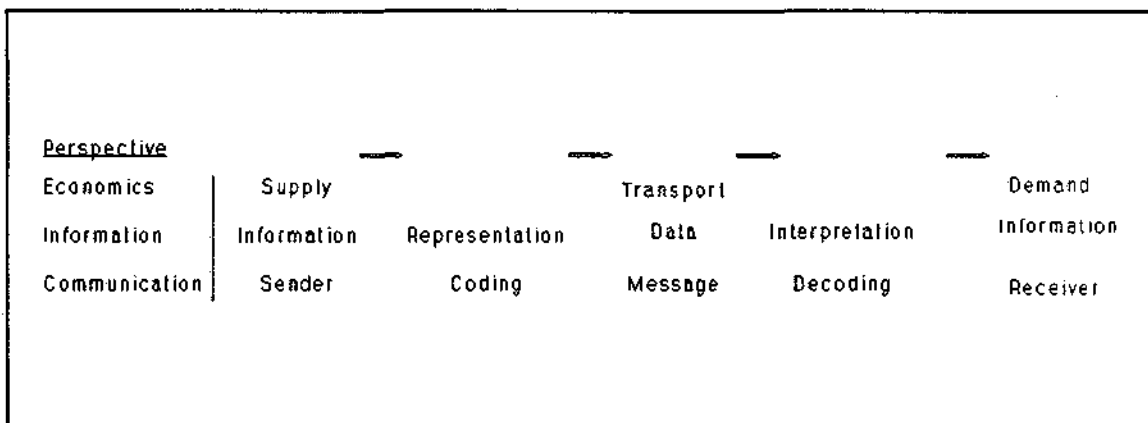 Perspective
Economics Supply Transport Demand
Information Information Representation Data Interpretation Information
Communication Sender Coding Message Decoding Receiver